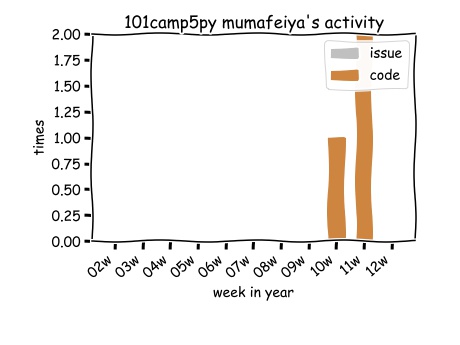 101camp5py mumafeiya's activity
2.00
1.75
1.50
1.25
1.00
0.75
0.50
0.25
0.00
times
issue
code
02w 03w 04w 05w 06w 07w 08w 09w 10w 11w 12w
week in year